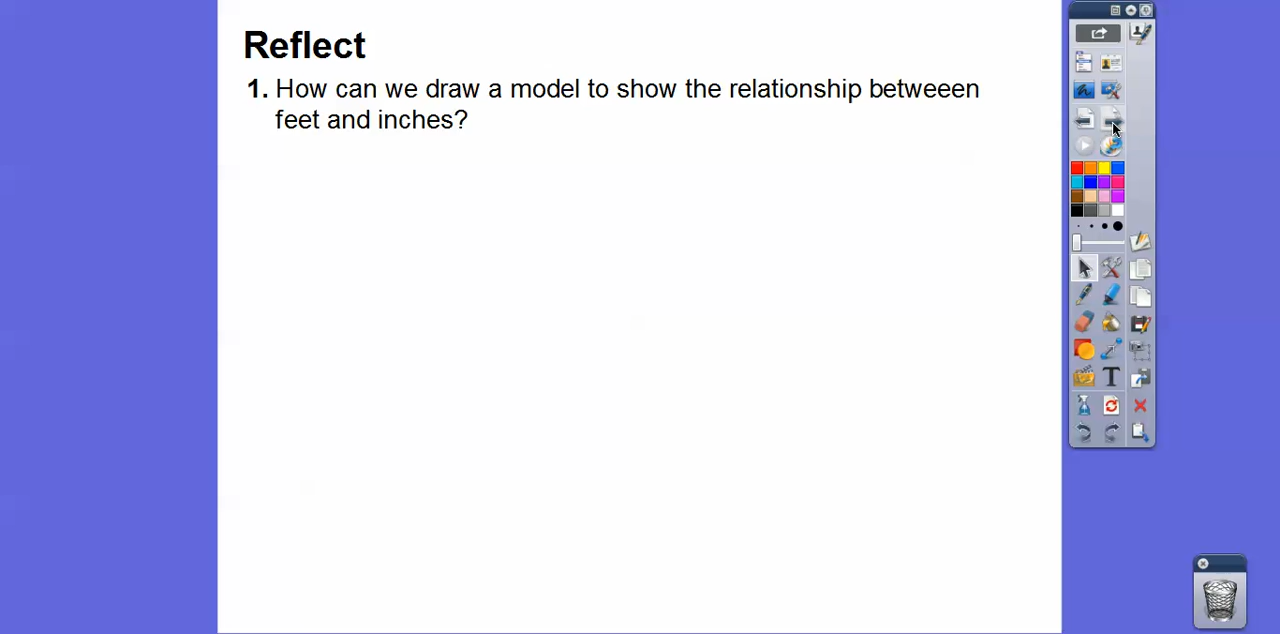 Reflect
1. How can we draw a model to show the relationship betweeen
feet and inches?